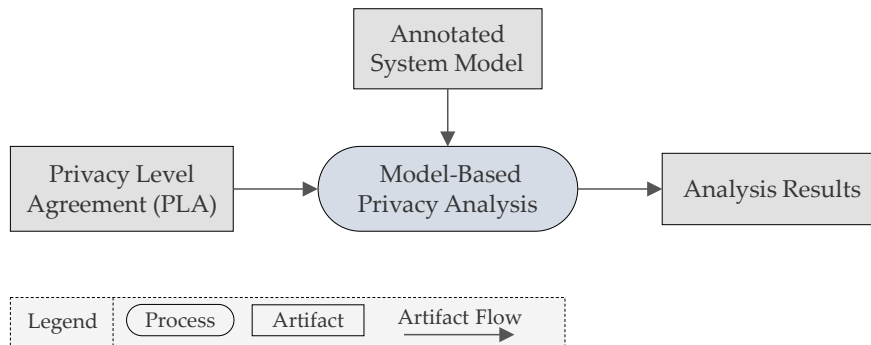 Annotated
System Model
Privacy Level
Agreement (PLA)
Model-Based
Privacy Analysis
Analysis Results
Legend
Process
Artifact
Artifact Flow